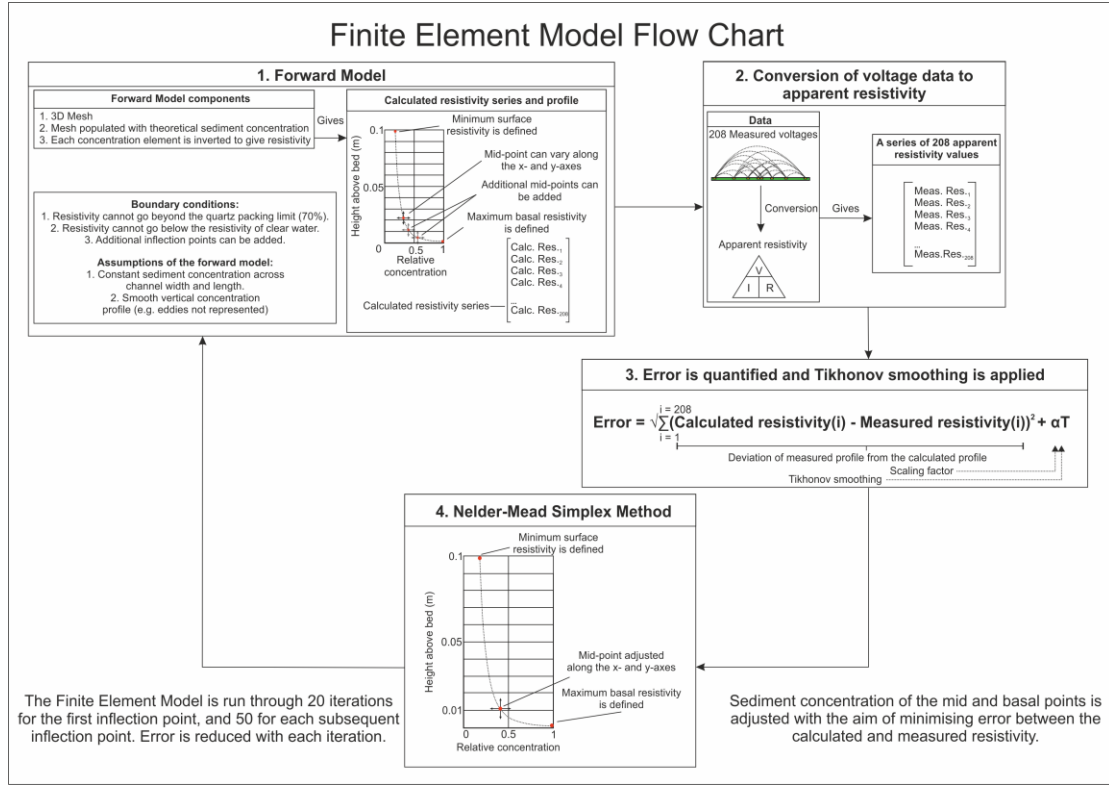 Finite Element Model Flow Chart
1. Forward Model
Forward Model components
1. 3D Mesh
2. Mesh populated with theoretical sediment concentration
3. Each concentration element is inverted to give resistivity
Gives
Boundary conditions:
1. Resistivity cannot go beyond the quartz packing limit (70%).
2. Resistivity cannot go below the resistivity of clear water.
3. Additional inflection points can be added.
Assumptions of the forward model:
1. Constant sediment concentration across
channel width and length.
2. Smooth vertical concentration
profile (e.g. eddies not represented)
Calculated resistivity series and profile
Minimum surface
resistivity is defined
Mid-point can vary along
the x- and y-axes
Additional mid-points can
be added
Maximum basal resistivity
is defined
Height above bed (m)
0.1
0.05
0
0.5
1
Relative
concentration
Calc. Res.₁
Calc. Res.₂
Calc. Res.₃
Calc. Res.₄
...
Calc. Res.₂₀₈
Calculated resistivity series
2. Conversion of voltage data to
apparent resistivity
Data
208 Measured voltages
Conversion
Apparent resistivity
V
I R
Gives
A series of 208 apparent
resistivity values
Meas. Res.₁
Meas. Res.₂
Meas. Res.₃
Meas. Res.₄
...
Meas.Res.₂₀₈
3. Error is quantified and Tikhonov smoothing is applied
i = 208
Error = √∑(Calculated resistivity(i) - Measured resistivity(i))² + αT
i = 1
Deviation of measured profile from the calculated profile
Scaling factor
Tikhonov smoothing
4. Nelder-Mead Simplex Method
Minimum surface
resistivity is defined
Height above bed (m)
0.1
0.05
0.01
Mid-point adjusted
along the x- and y-axes
Maximum basal resistivity
is defined
0 0.5 1
Relative concentration
The Finite Element Model is run through 20 iterations
for the first inflection point, and 50 for each subsequent
inflection point. Error is reduced with each iteration.
Sediment concentration of the mid and basal points is
adjusted with the aim of minimising error between the
calculated and measured resistivity.